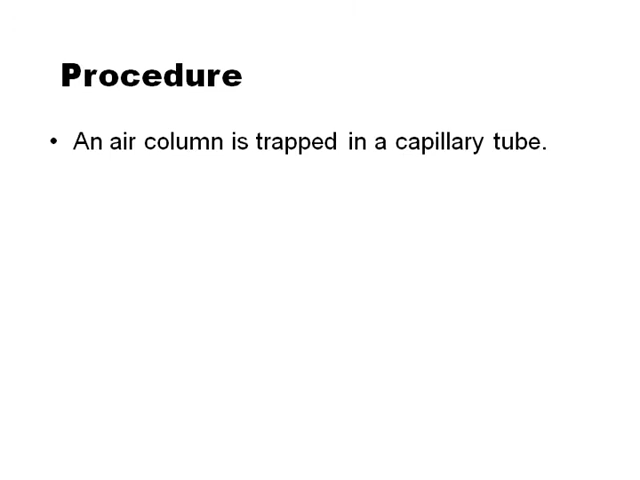 Procedure
• An air column is trapped in a capillary tube.